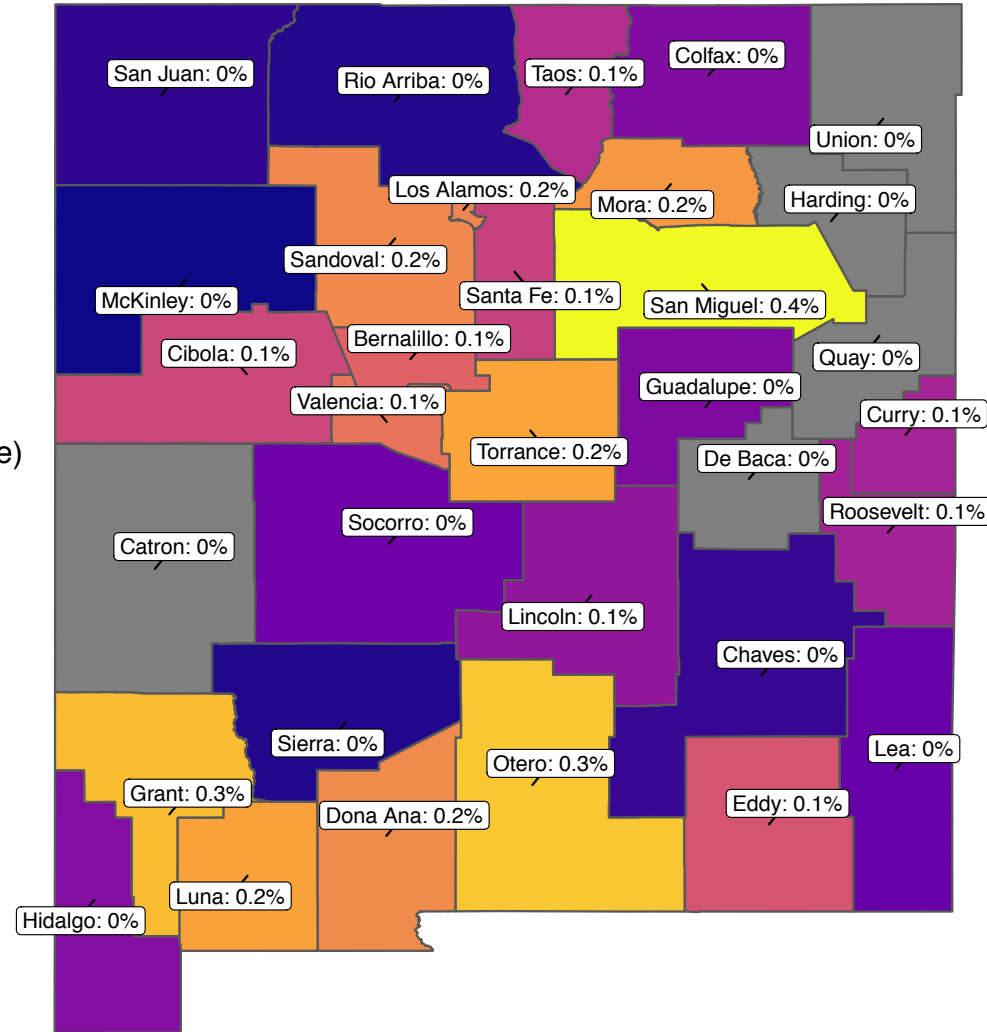 Colfax: 0%
San Juan: 0%
Rio Arriba: 0%
Taos: 0.1%
Union: 0%
Los Alamos: 0.2%
Mora: 0.2%
Harding: 0%
Sandoval: 0.2%
McKinley: 0%
Santa Fe: 0.1%
San Miguel: 0.4%
Bernalillo: 0.1%
Cibola: 0.1%
Quay: 0%
Guadalupe: 0%
Valencia: 0.1%
Curry: 0.1%
e)
Torrance: 0.2%
De Baca: 0%
Roosevelt: 0.1%
Socorro: 0%
Catron: 0%
Lincoln: 0.1%
Chaves: 0%
Sierra: 0%
Lea: 0%
Otero: 0.3%
Grant: 0.3%
Eddy: 0.1%
Dona Ana: 0.2%
Luna: 0.2%
Hidalgo: 0%